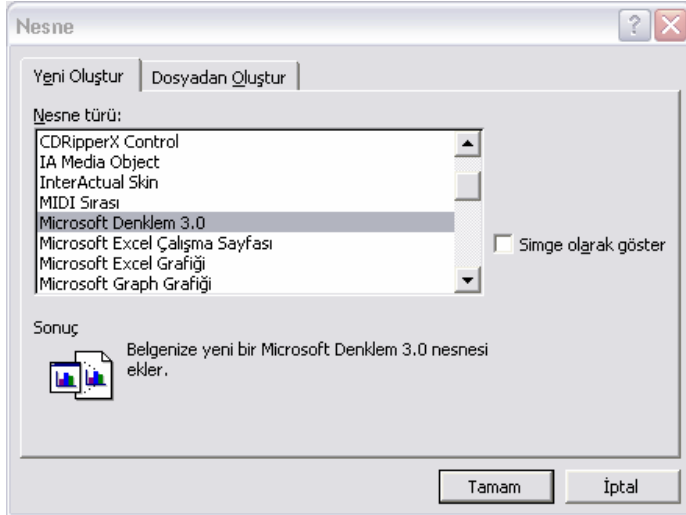 Nesne
Yeni Oluştur
Dosyadan Oluştur
Nesne türü:
CDRipperX Control
IA Media Object
InterActual Skin
MIDI Sırası
Microsoft Denklem 3.0
Microsoft Excel Çalışma Sayfası
Microsoft Excel Grafiği
Microsoft Graph Grafiği
Simge olarak göster
Sonuç
Belgenize yeni bir Microsoft Denklem 3.0 nesnesi
ekler.
Tamam
İptal